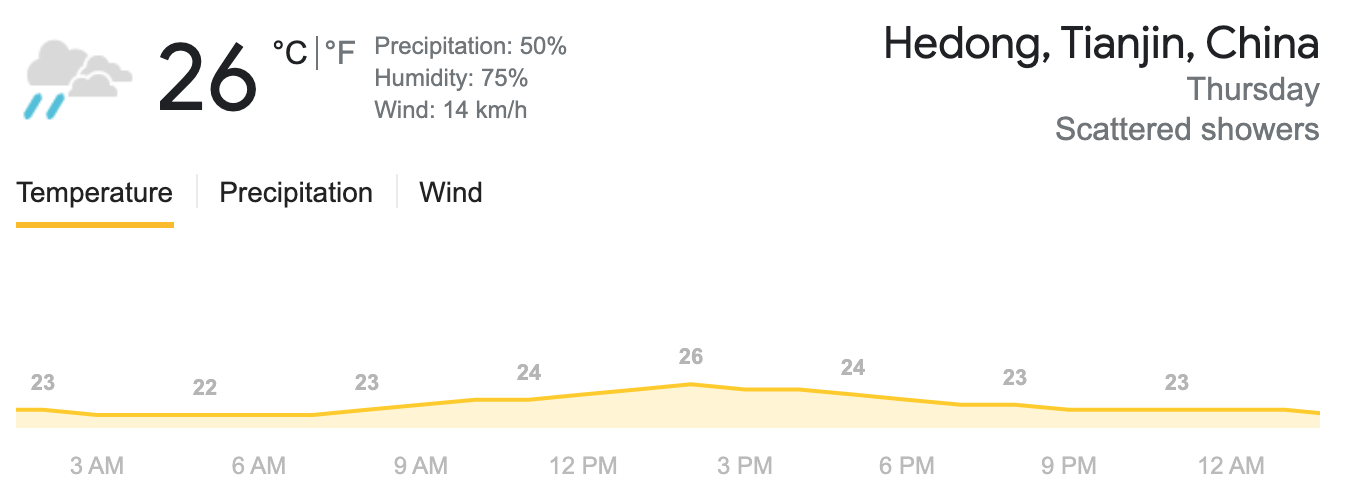 26 °C | °F
Precipitation: 50%
Humidity: 75%
Wind: 14 km/h
Hedong, Tianjin, China
Thursday
Scattered showers
Temperature Precipitation Wind
23 22 23 24 26 24 23 23
3 AM 6 AM 9 AM 12 PM 3 PM 6 PM 9 PM 12 AM